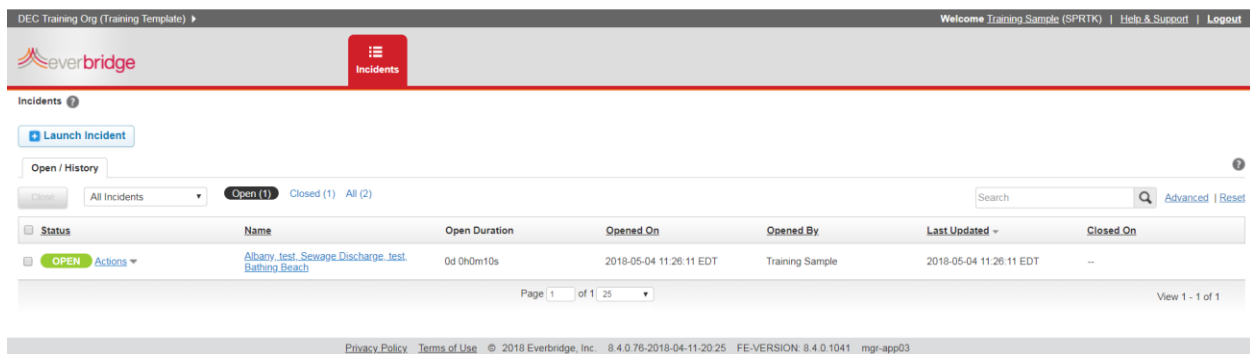 DEC Training Org (Training Template)
Welcome Training Sample (SPRTK) | Help & Support | Logout
everbridge
Incidents
Incidents ?
Launch Incident
Open / History
?
Close All Incidents Open (1) Closed (1) All (2) Search Advanced | Reset
Status Name Open Duration Opened On Opened By Last Updated Closed On
OPEN Actions Albany, test, Sewage Discharge, test, 0d 0h0m10s 2018-05-04 11:26:11 EDT Training Sample 2018-05-04 11:26:11 EDT --
Bathing Beach
Page 1 of 1 25 View 1 - 1 of 1
Privacy Policy Terms of Use © 2018 Everbridge, Inc. 8.4.0.76-2018-04-11-20:25 FE-VERSION: 8.4.0.1041 mgr-app03